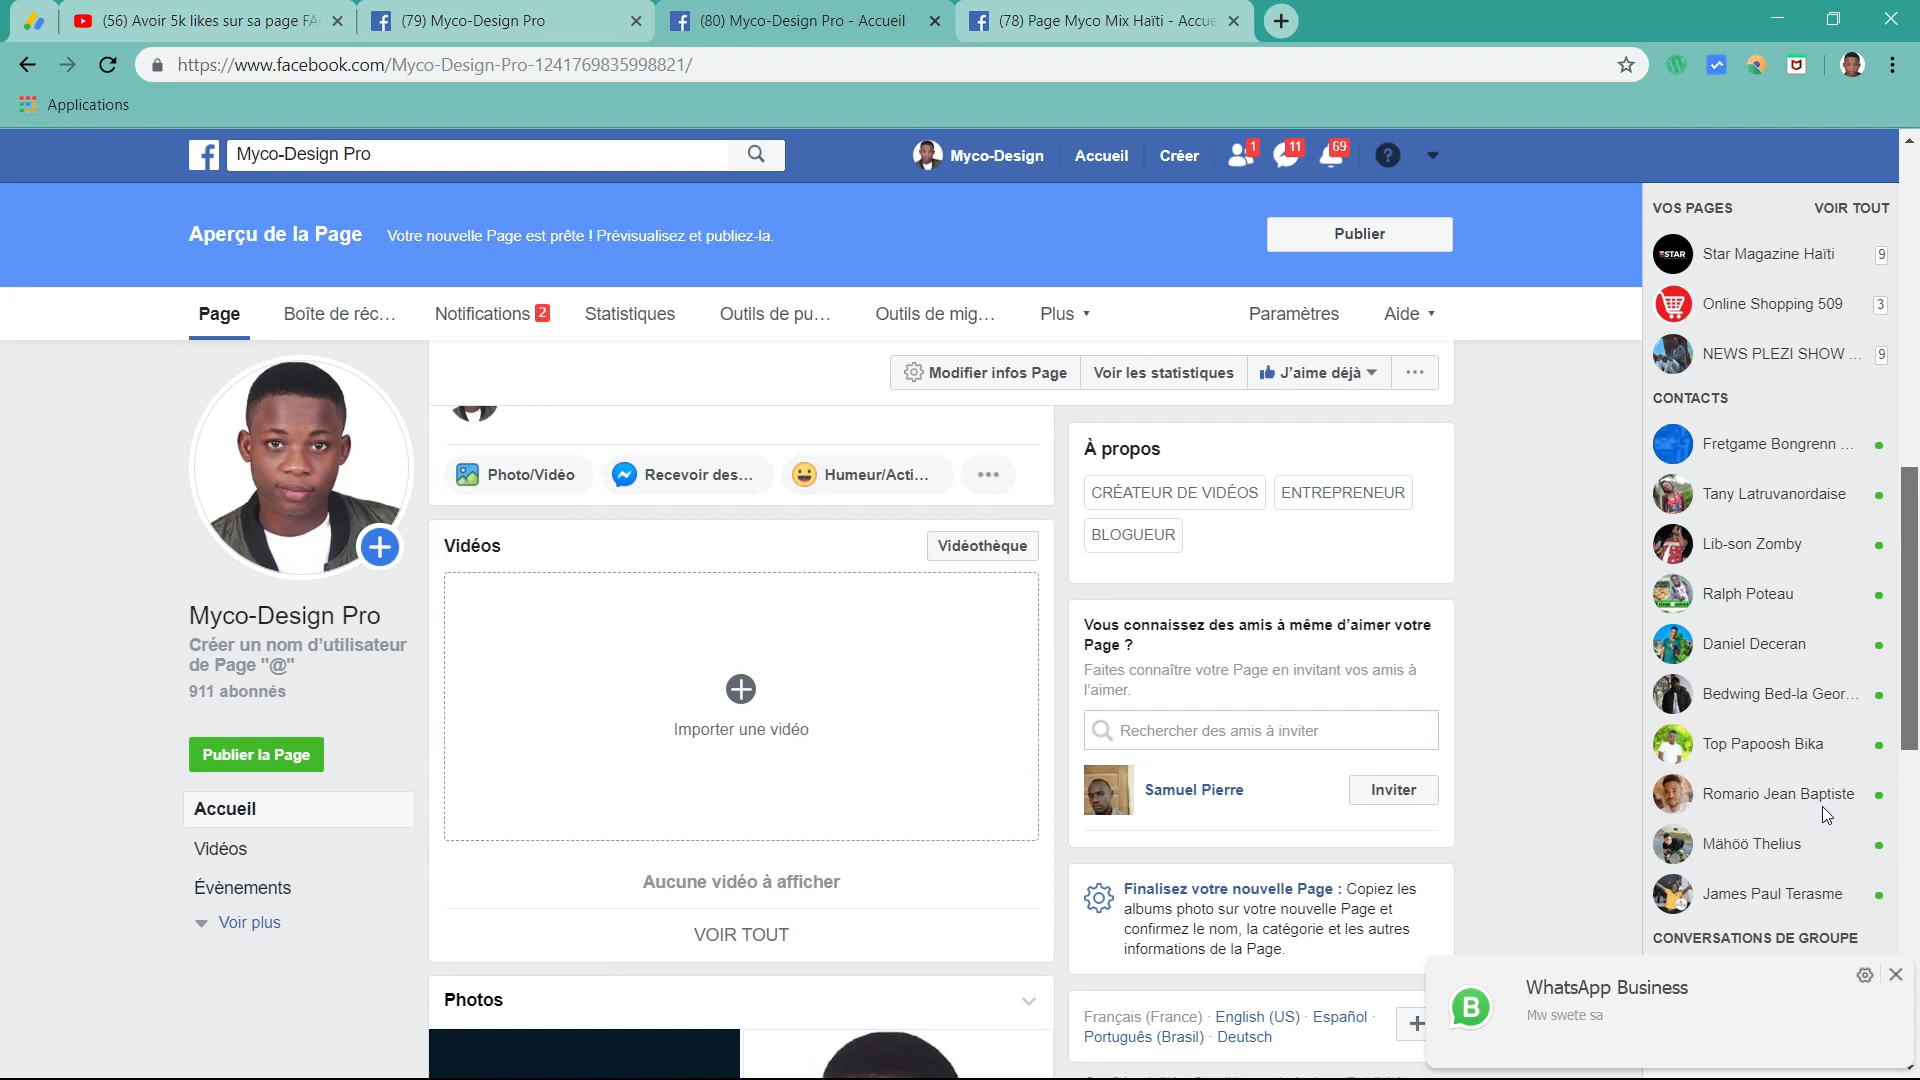 (56) Avoir 5k likes sur sa page FA
(79) Myco-Design Pro
(80) Myco-Design Pro - Accueil
(78) Page Myco Mix Haïti - Accue
https://www.facebook.com/Myco-Design-Pro-1241769835998821/
Applications
Myco-Design Pro
Myco-Design
Accueil
Créer
1
11
69
Aperçu de la Page
Votre nouvelle Page est prête ! Prévisualisez et publiez-la.
Publier
Page
Boîte de réc...
Notifications 2
Statistiques
Outils de pu...
Outils de mig...
Plus
Paramètres
Aide
Modifier infos Page
Voir les statistiques
J'aime déjà
Myco-Design Pro
Créer un nom d'utilisateur
de Page "@"
911 abonnés
Publier la Page
Accueil
Vidéos
Évènements
Voir plus
Photo/Vidéo
Recevoir des...
Humeur/Acti...
Vidéos
Vidéothèque
Importer une vidéo
Aucune vidéo à afficher
VOIR TOUT
Photos
À propos
CRÉATEUR DE VIDÉOS
ENTREPRENEUR
BLOGUEUR
Vous connaissez des amis à même d'aimer votre
Page ?
Faites connaître votre Page en invitant vos amis à
l'aimer.
Rechercher des amis à inviter
Samuel Pierre
Inviter
Finalisez votre nouvelle Page : Copiez les
albums photo sur votre nouvelle Page et
confirmez le nom, la catégorie et les autres
informations de la Page.
Français (France) · English (US) · Español ·
Português (Brasil) · Deutsch
VOS PAGES
VOIR TOUT
STAR
Star Magazine Haïti 9
Online Shopping 509 3
NEWS PLEZI SHOW ... 9
CONTACTS
Fretgame Bongrenn ...
Tany Latruvanordaise
Lib-son Zomby
Ralph Poteau
Daniel Deceran
Bedwing Bed-la Geor...
Top Papoosh Bika
Romario Jean Baptiste
Mähöö Thelius
James Paul Terasme
CONVERSATIONS DE GROUPE
WhatsApp Business
Mw swete sa